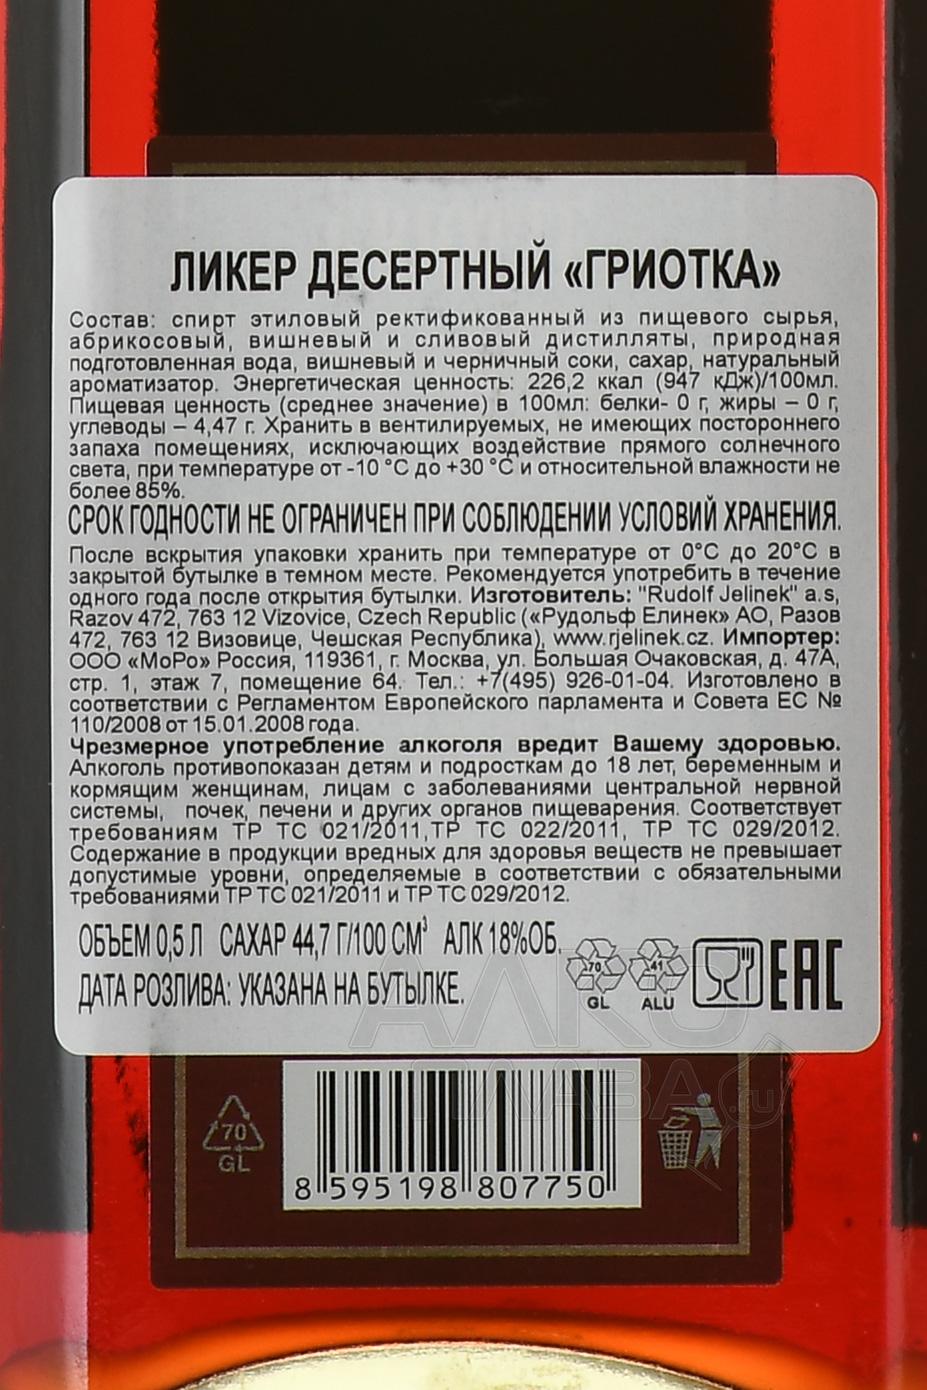 ЛИКЕР ДЕСЕРТНЫЙ «ГРИОТКА»
Состав: спирт этиловый ректификованный из пищевого сырья,
абрикосовый, вишневый и сливовый дистилляты, природная
подготовленная вода, вишневый и черничный соки, сахар, натуральный
ароматизатор. Энергетическая ценность: 226,2 ккал (947 кДж)/100мл.
Пищевая ценность (среднее значение) в 100мл: белки- 0 г, жиры – 0 г,
углеводы – 4,47 г. Хранить в вентилируемых, не имеющих постороннего
запаха помещениях, исключающих воздействие прямого солнечного
света, при температуре от -10 °С до +30 °С и относительной влажности не
более 85%.
СРОК ГОДНОСТИ НЕ ОГРАНИЧЕН ПРИ СОБЛЮДЕНИИ УСЛОВИЙ ХРАНЕНИЯ.
После вскрытия упаковки хранить при температуре от 0°С до 20°С в
закрытой бутылке в темном месте. Рекомендуется употребить в течение
одного года после открытия бутылки. Изготовитель: "Rudolf Jelinek" a.s,
Razov 472, 763 12 Vizovice, Czech Republic («Рудольф Елинек» АО, Разов
472, 763 12 Визовице, Чешская Республика), www.rjelinek.cz. Импортер:
ООО «МоРо» Россия, 119361, г. Москва, ул. Большая Очаковская, д. 47А,
стр. 1, этаж 7, помещение 64. Тел.: +7(495) 926-01-04. Изготовлено в
соответствии с Регламентом Европейского парламента и Совета ЕС №
110/2008 от 15.01.2008 года.
Чрезмерное употребление алкоголя вредит Вашему здоровью.
Алкоголь противопоказан детям и подросткам до 18 лет, беременным и
кормящим женщинам, лицам с заболеваниями центральной нервной
системы, почек, печени и других органов пищеварения. Соответствует
требованиям ТР ТС 021/2011,ТР ТС 022/2011, ТР ТС 029/2012.
Содержание в продукции вредных для здоровья веществ не превышает
допустимые уровни, определяемые в соответствии с обязательными
требованиями ТР ТС 021/2011 и ТР ТС 029/2012.
ОБЪЕМ 0,5 Л САХАР 44,7 Г/100 СМ³ АЛК 18%ОБ.
ДАТА РОЗЛИВА: УКАЗАНА НА БУТЫЛКЕ.
70 GL
41 ALU
EAC
АЛКО
СЛАВА.ru
70
GL
8 595198 807750